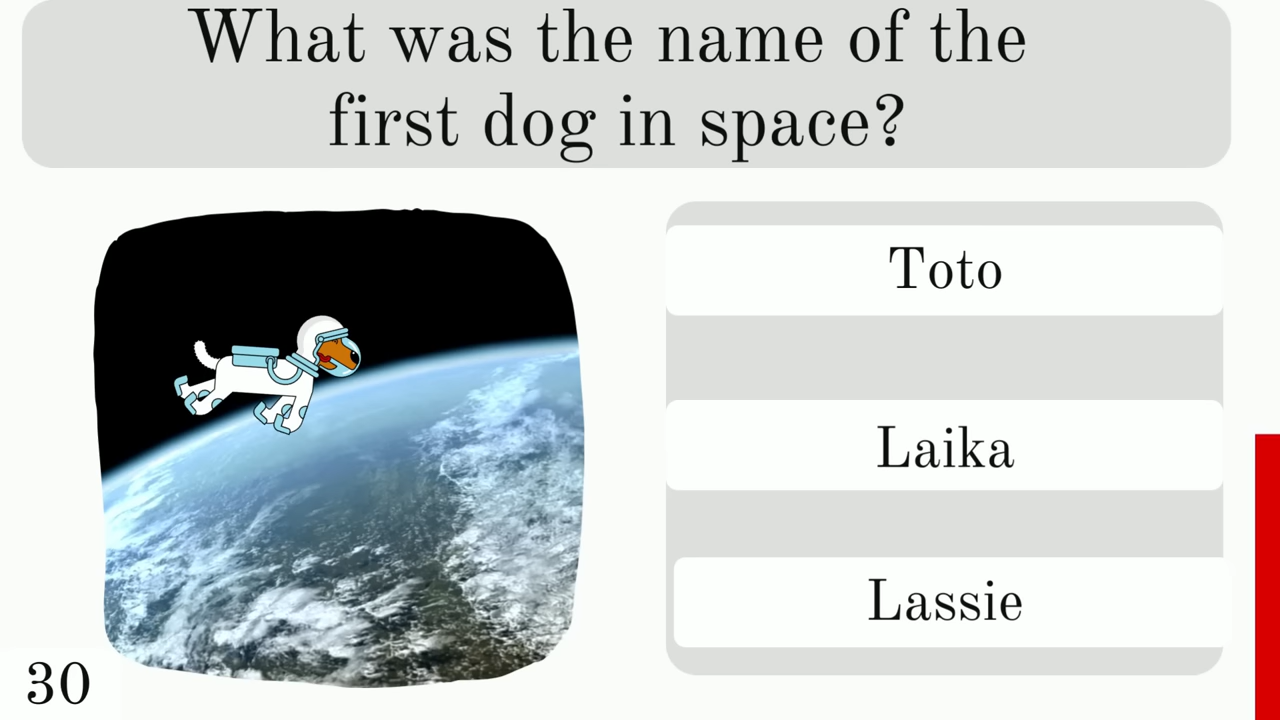 What was the name of the
first dog in space?
Toto
Laika
Lassie
30